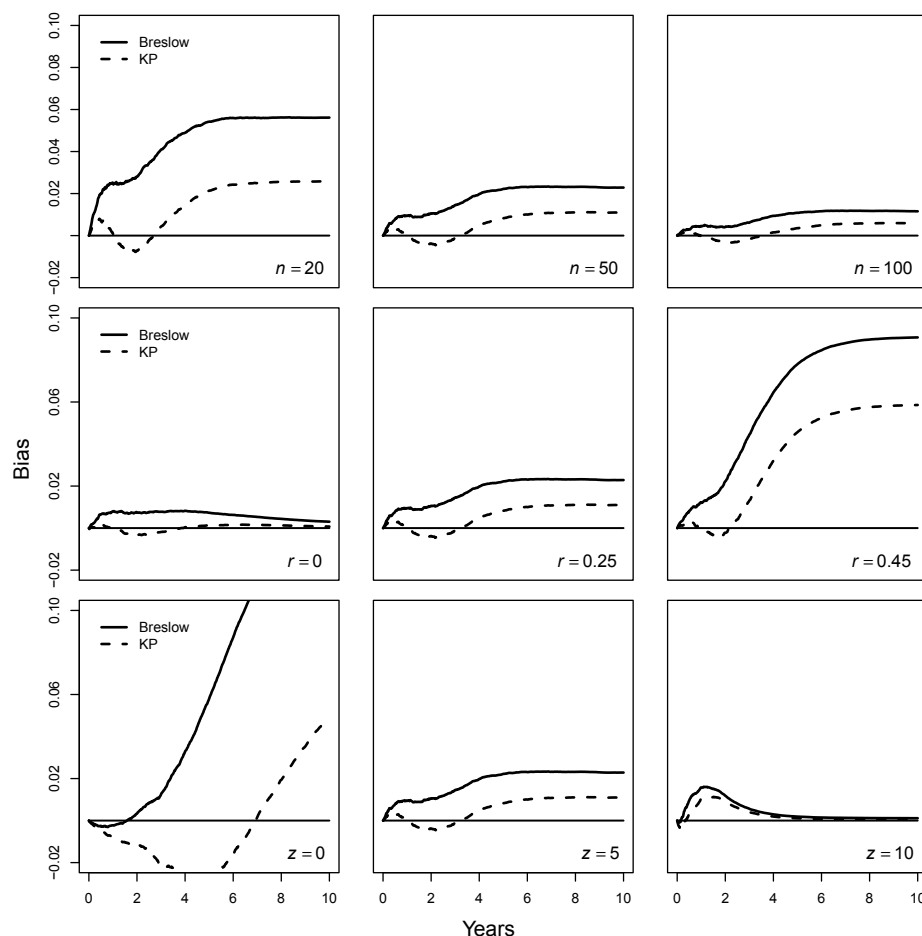 0.10
0.08
0.06
0.04
0.02
0.00
−0.02
Breslow
KP
n = 20
n = 50
n = 100
0.10
0.06
0.02
−0.02
Breslow
KP
r = 0
r = 0.25
r = 0.45
Bias
0.10
0.06
0.02
−0.02
Breslow
KP
z = 0
z = 5
z = 10
0 2 4 6 8 10
0 2 4 6 8 10
0 2 4 6 8 10
Years